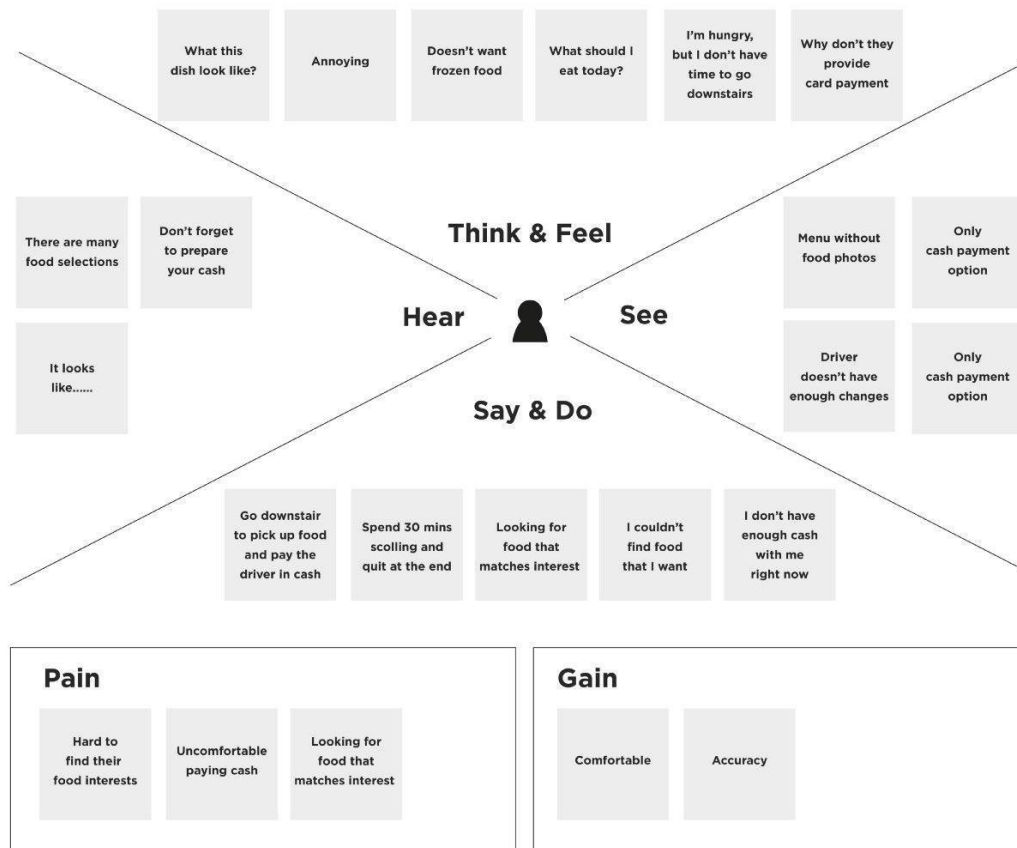 What this
dish look like?
Annoying
Doesn't want
frozen food
What should I
eat today?
I'm hungry,
but I don't have
time to go
downstairs
Why don't they
provide
card payment
Think & Feel
There are many
food selections
Don't forget
to prepare
your cash
It looks
like......
Hear
See
Menu without
food photos
Only
cash payment
option
Driver
doesn't have
enough changes
Only
cash payment
option
Say & Do
Go downstair
to pick up food
and pay the
driver in cash
Spend 30 mins
scolling and
quit at the end
Looking for
food that
matches interest
I couldn't
find food
that I want
I don't have
enough cash
with me
right now
Pain
Hard to
find their
food interests
Uncomfortable
paying cash
Looking for
food that
matches interest
Gain
Comfortable
Accuracy